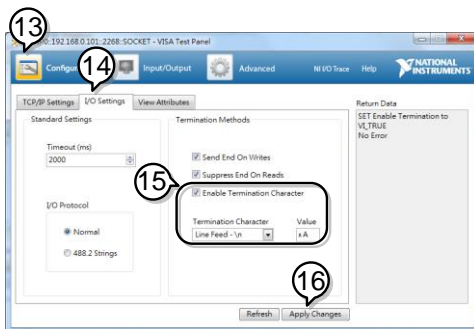 13
0::192.168.0.101::2268::SOCKET - VISA Test Panel
14
Configu
Input/Output
Advanced
NI I/O Trace
Help
NATIONAL
INSTRUMENTS
TCP/IP Settings
I/O Settings
View Attributes
Return Data
Standard Settings
Termination Methods
SET Enable Termination to
VI_TRUE
No Error
Timeout (ms)
2000
Send End On Writes
Suppress End On Reads
15
Enable Termination Character
I/O Protocol
Termination Character
Value
Line Feed - \n
xA
Normal
488.2 Strings
16
Refresh
Apply Changes